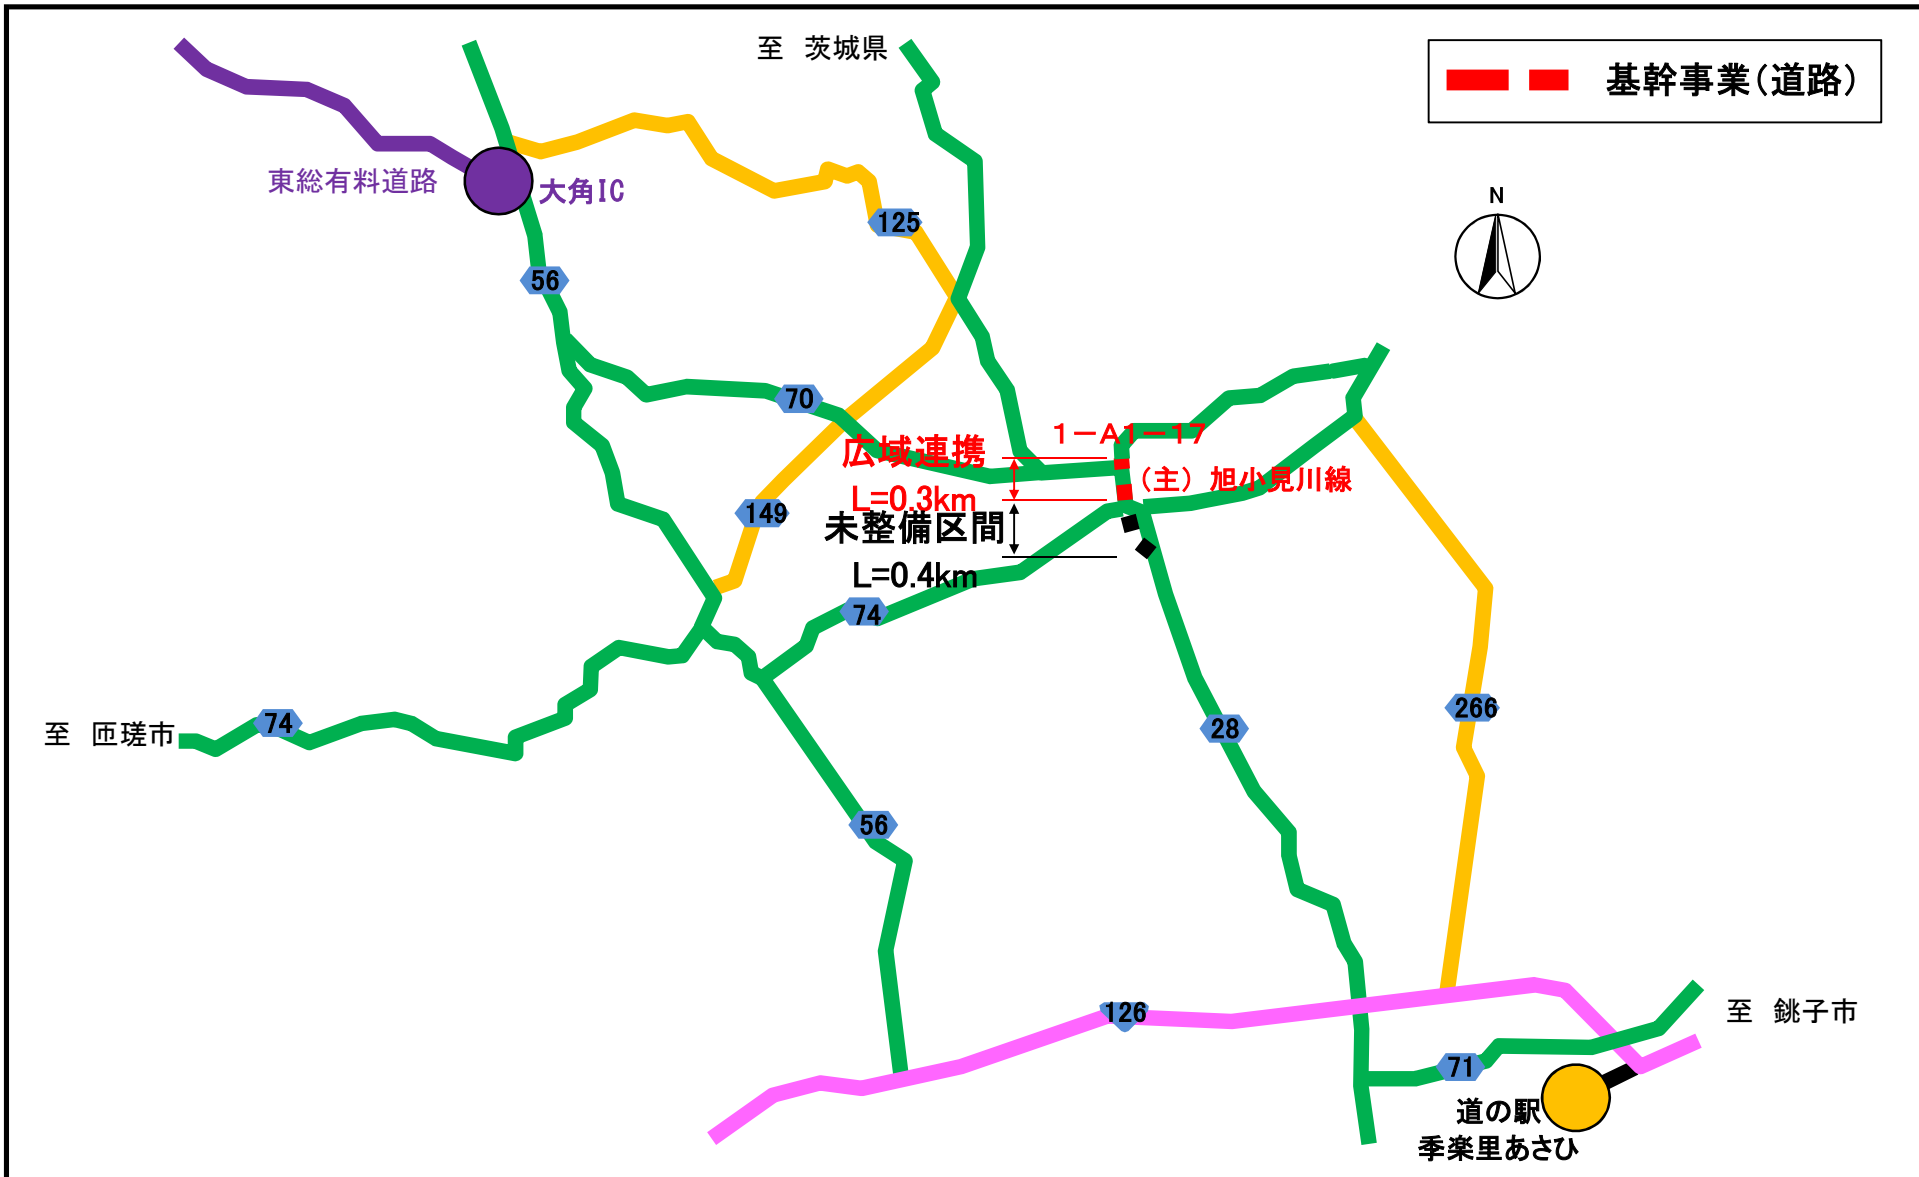 至 茨城県
基幹事業(道路)
東総有料道路
大角IC
N
125
56
70
1-A1-17
広域連携
(主)旭小見川線
L=0.3km
149
未整備区間
L=0.4km
74
266
至 匝瑳市
74
28
56
126
至 銚子市
71
道の駅
季楽里あさひ